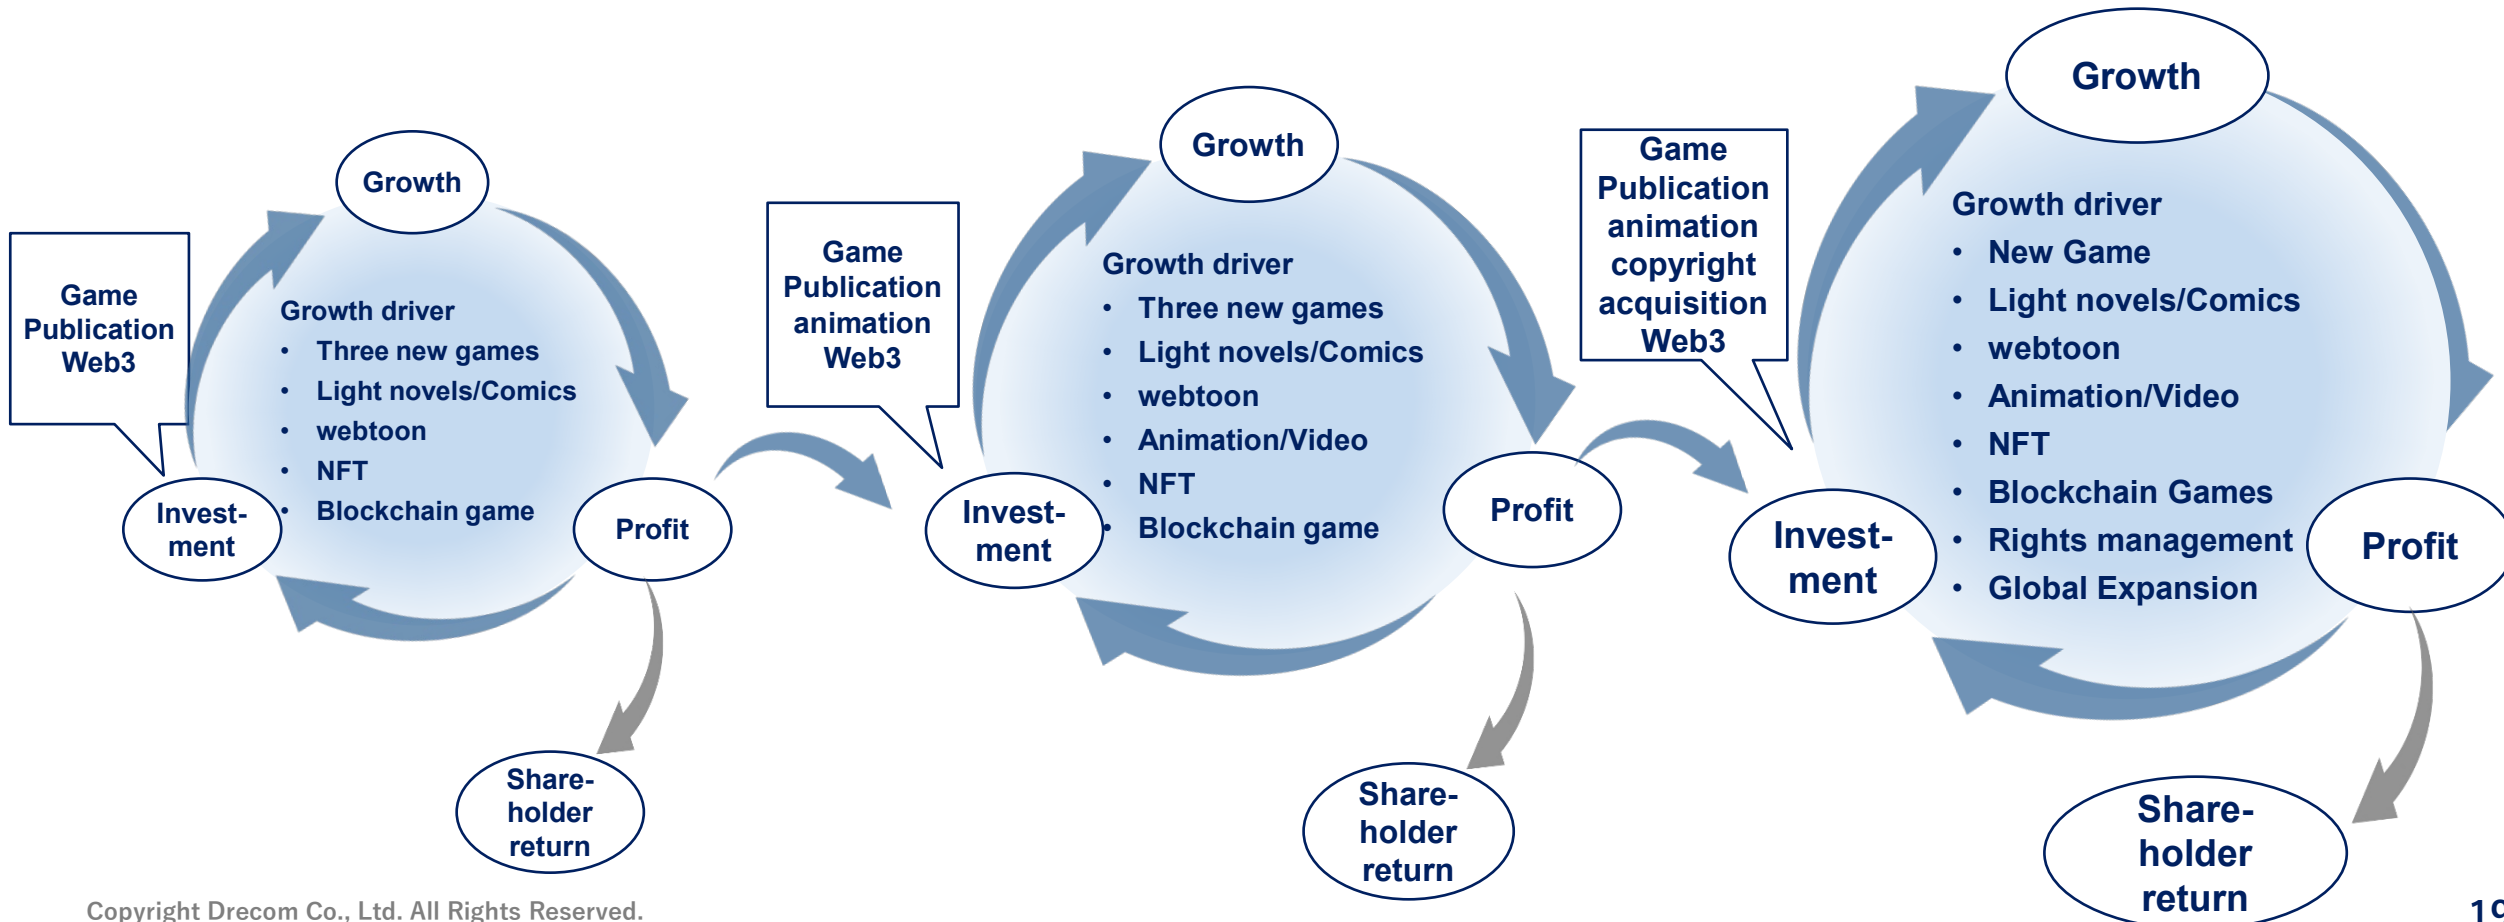 Growth
Game
Publication
Web3
Growth driver
• Three new games
• Light novels/Comics
• webtoon
• NFT
• Blockchain game
Invest-
ment
Profit
Share-
holder
return
Growth
Game
Publication
animation
Web3
Growth driver
• Three new games
• Light novels/Comics
• webtoon
• Animation/Video
• NFT
• Blockchain game
Invest-
ment
Profit
Share-
holder
return
Growth
Game
Publication
animation
copyright
acquisition
Web3
Growth driver
• New Game
• Light novels/Comics
• webtoon
• Animation/Video
• NFT
• Blockchain Games
• Rights management
• Global Expansion
Invest-
ment
Profit
Share-
holder
return
Copyright Drecom Co., Ltd. All Rights Reserved.